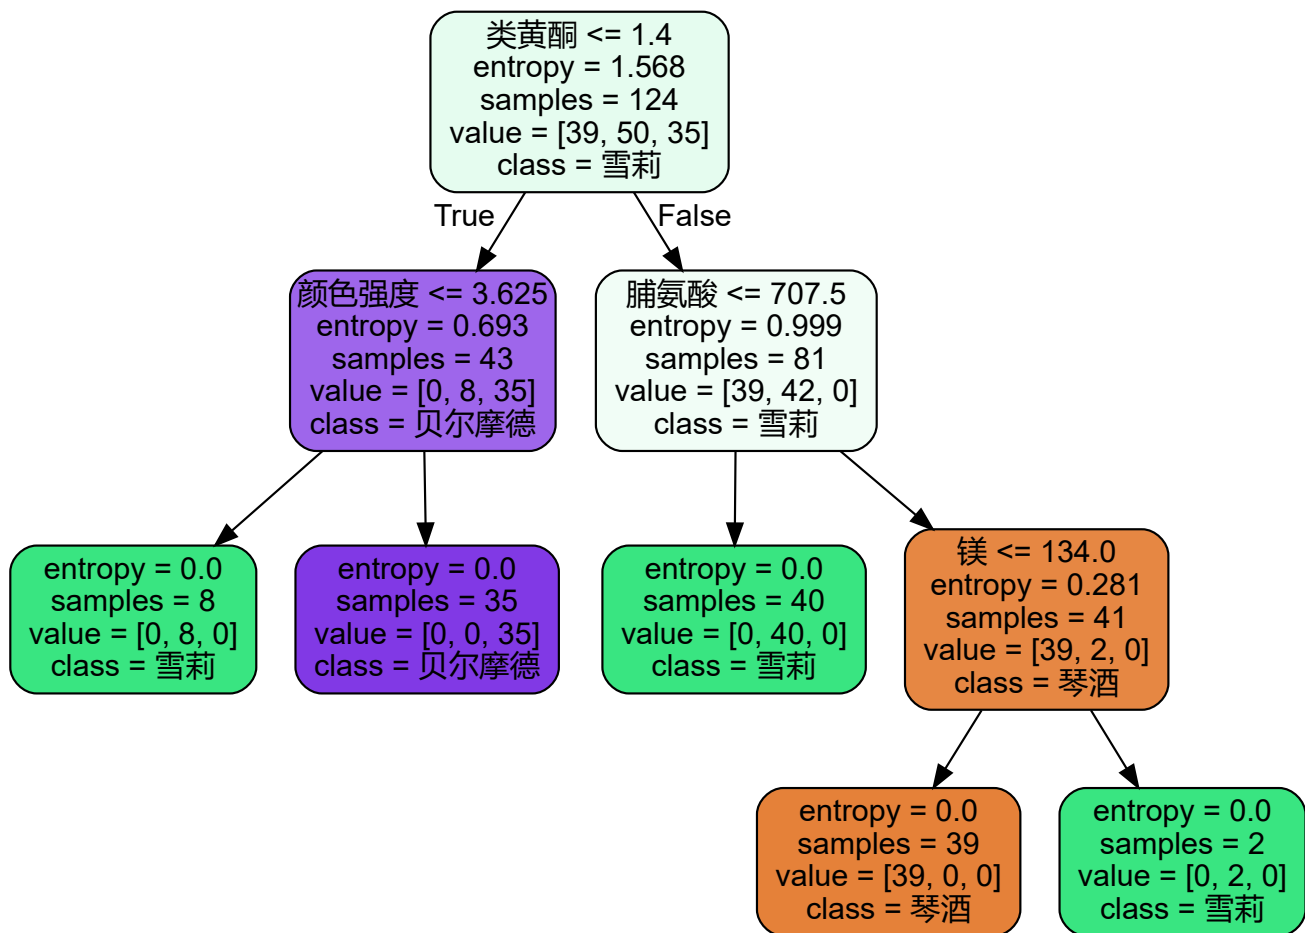 类黄酮 <= 1.4
entropy = 1.568
samples = 124
value = [39, 50, 35]
class = 雪莉
True
False
颜色强度 <= 3.625
entropy = 0.693
samples = 43
value = [0, 8, 35]
class = 贝尔摩德
脯氨酸 <= 707.5
entropy = 0.999
samples = 81
value = [39, 42, 0]
class = 雪莉
entropy = 0.0
samples = 8
value = [0, 8, 0]
class = 雪莉
entropy = 0.0
samples = 35
value = [0, 0, 35]
class = 贝尔摩德
entropy = 0.0
samples = 40
value = [0, 40, 0]
class = 雪莉
镁 <= 134.0
entropy = 0.281
samples = 41
value = [39, 2, 0]
class = 琴酒
entropy = 0.0
samples = 39
value = [39, 0, 0]
class = 琴酒
entropy = 0.0
samples = 2
value = [0, 2, 0]
class = 雪莉